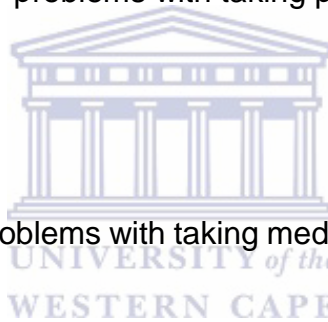 problems with taking p
oblems with taking med
UNIVERSITY of the
WESTERN CAPE